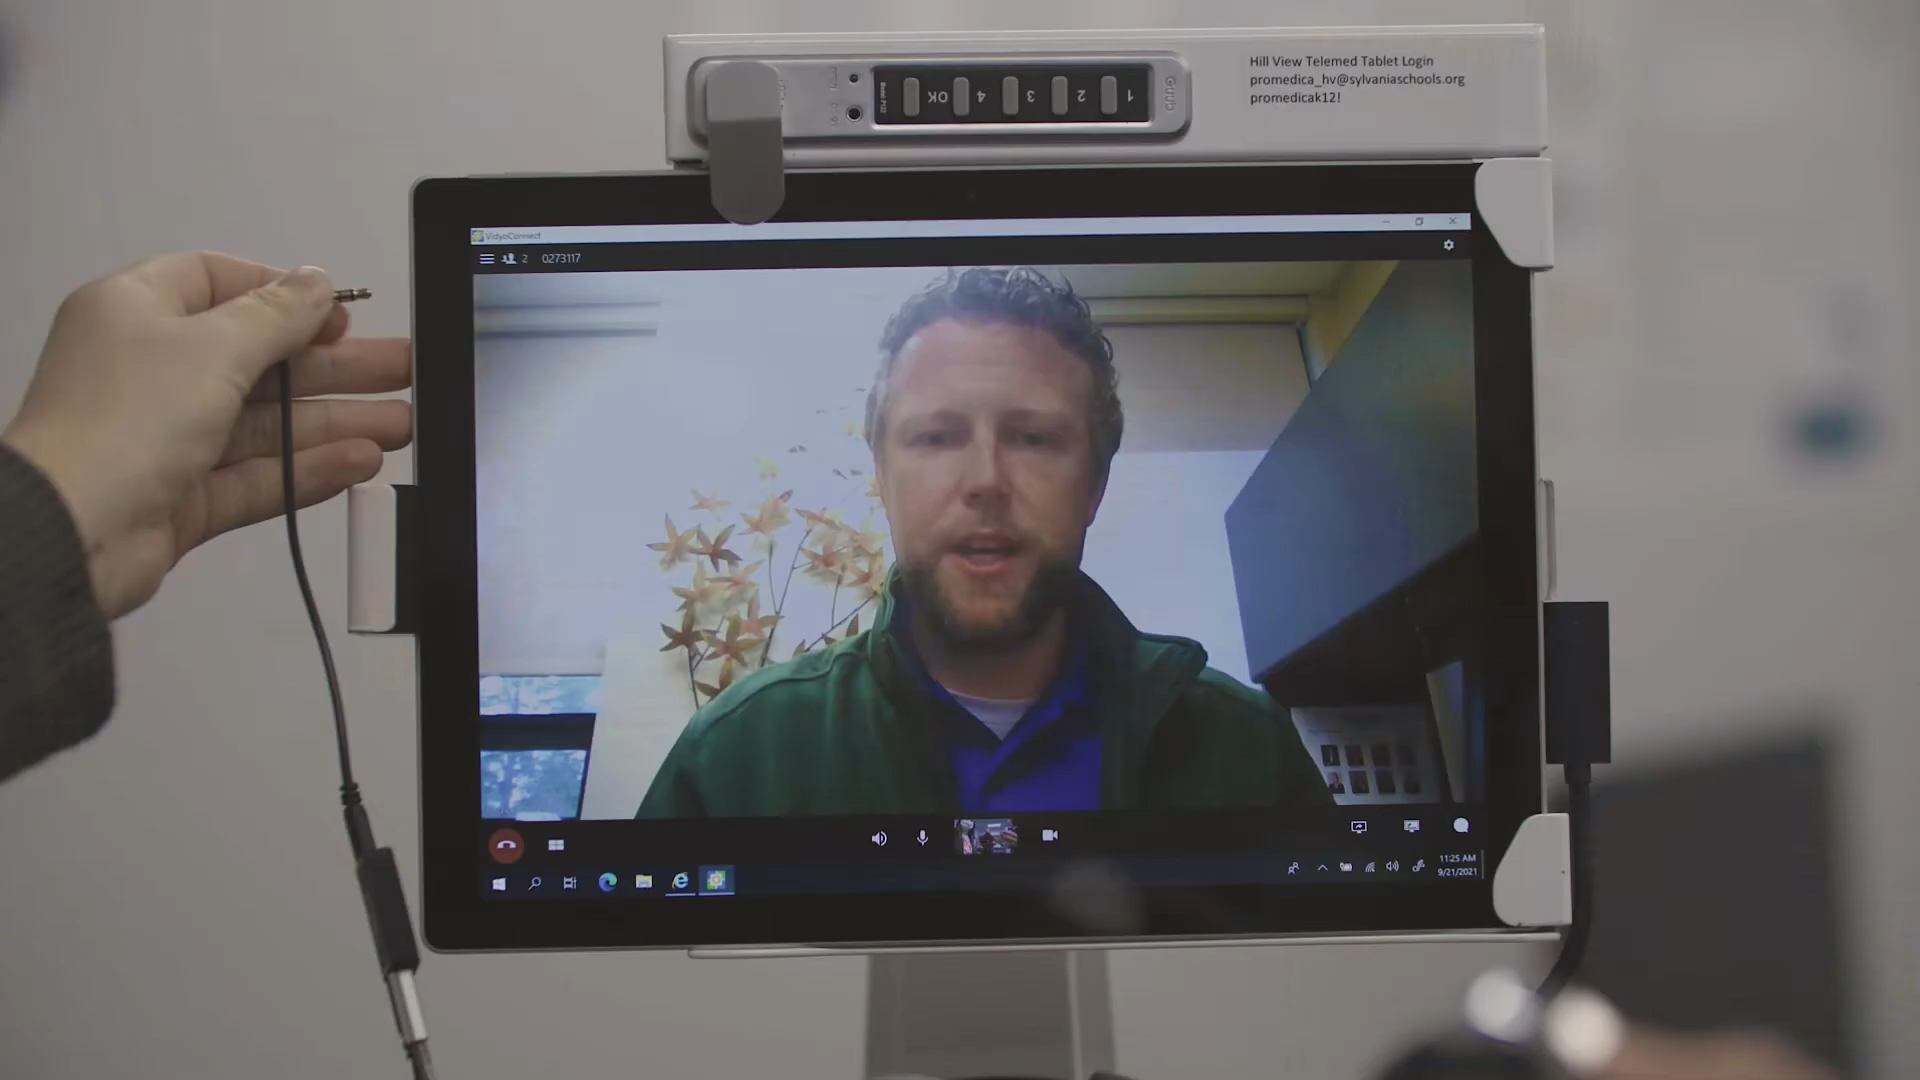 Hill View Telemed Tablet Login
promedica_hv@sylvaniaschools.org
promedicak12!
OK 4 3 2 1
VidyoConnect
2 0273117
11:25 AM
9/21/2021